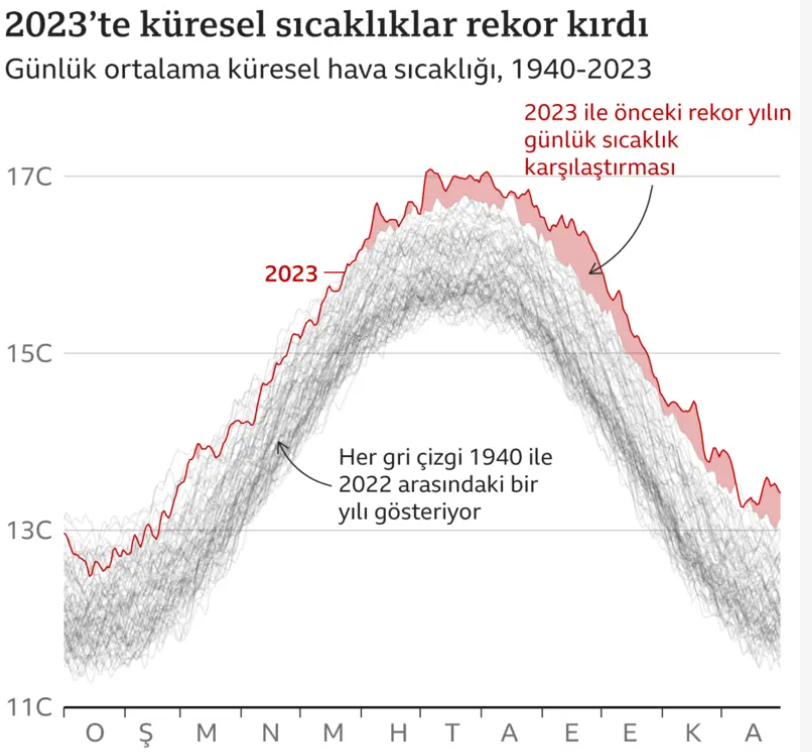 2023’te küresel sıcaklıklar rekor kırdı
Günlük ortalama küresel hava sıcaklığı, 1940-2023
2023 ile önceki rekor yılın
günlük sıcaklık
karşılaştırması
17C
2023
15C
Her gri çizgi 1940 ile
2022 arasındaki bir
yılı gösteriyor
13C
11C
O Ş M N M H T A E E K A